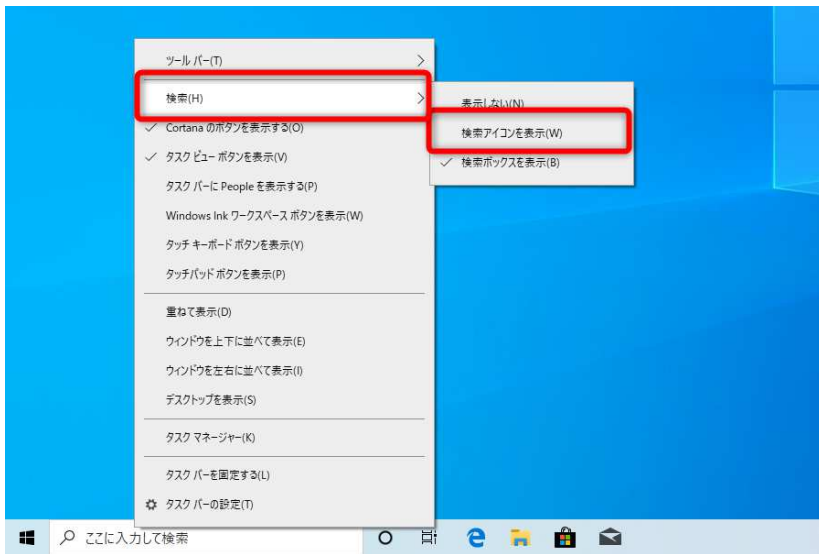 ツール バー(T)
検索(H)
表示しない(N)
検索アイコンを表示(W)
検索ボックスを表示(B)
Cortana のボタンを表示する(O)
タスク ビュー ボタンを表示(V)
タスク バーに People を表示する(P)
Windows Ink ワークスペース ボタンを表示(W)
タッチ キーボード ボタンを表示(Y)
タッチパッド ボタンを表示(P)
重ねて表示(D)
ウィンドウを上下に並べて表示(E)
ウィンドウを左右に並べて表示(I)
デスクトップを表示(S)
タスク マネージャー(K)
タスク バーを固定する(L)
タスク バーの設定(T)
ここに入力して検索